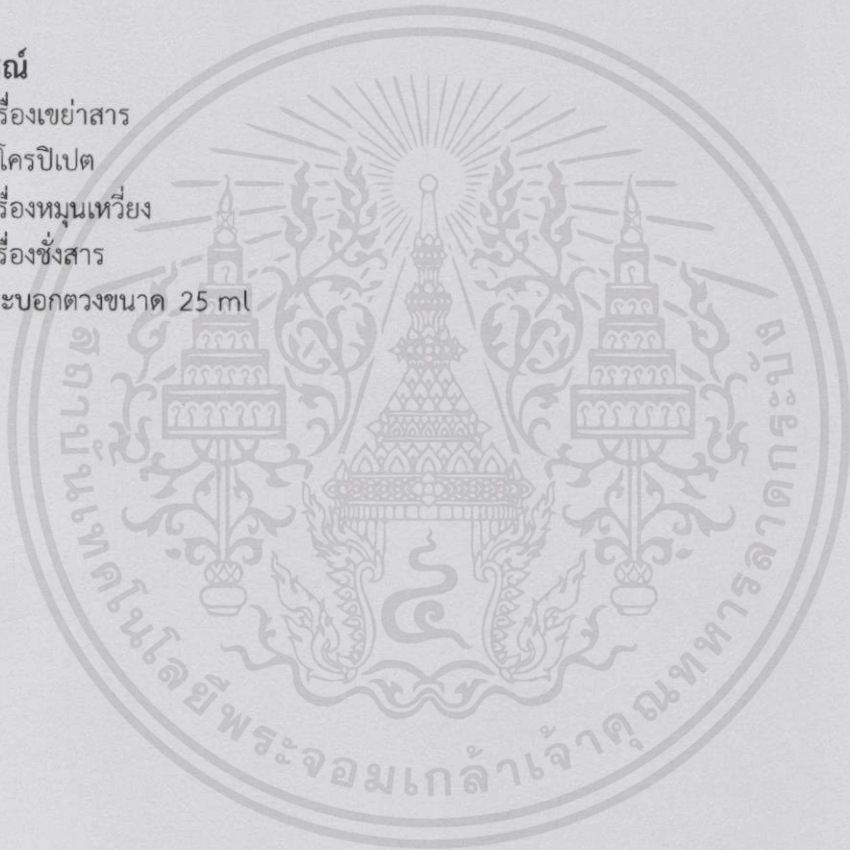 ณ์
รื่องเขย่าสาร
โครปิเปต
รื่องหมุนเหวี่ยง
รื่องชั่งสาร
ะบอกตวงขนาด 25 ml
สถาบันเทคโนโลยีพระจอมเกล้าเจ้าคุณทหารลาดกระบัง
๔